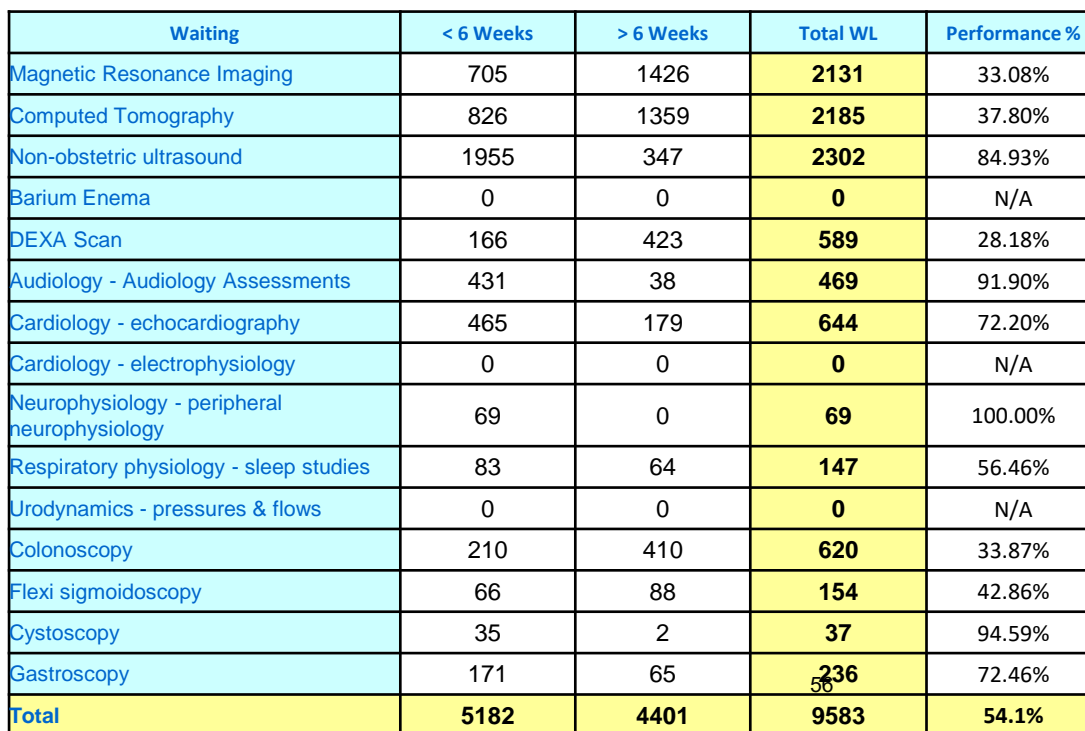 Waiting < 6 Weeks > 6 Weeks Total WL Performance %
Magnetic Resonance Imaging 705 1426 2131 33.08%
Computed Tomography 826 1359 2185 37.80%
Non-obstetric ultrasound 1955 347 2302 84.93%
Barium Enema 0 0 0 N/A
DEXA Scan 166 423 589 28.18%
Audiology - Audiology Assessments 431 38 469 91.90%
Cardiology - echocardiography 465 179 644 72.20%
Cardiology - electrophysiology 0 0 0 N/A
Neurophysiology - peripheral
neurophysiology 69 0 69 100.00%
Respiratory physiology - sleep studies 83 64 147 56.46%
Urodynamics - pressures & flows 0 0 0 N/A
Colonoscopy 210 410 620 33.87%
Flexi sigmoidoscopy 66 88 154 42.86%
Cystoscopy 35 2 37 94.59%
Gastroscopy 171 65 236 72.46%
56
Total 5182 4401 9583 54.1%